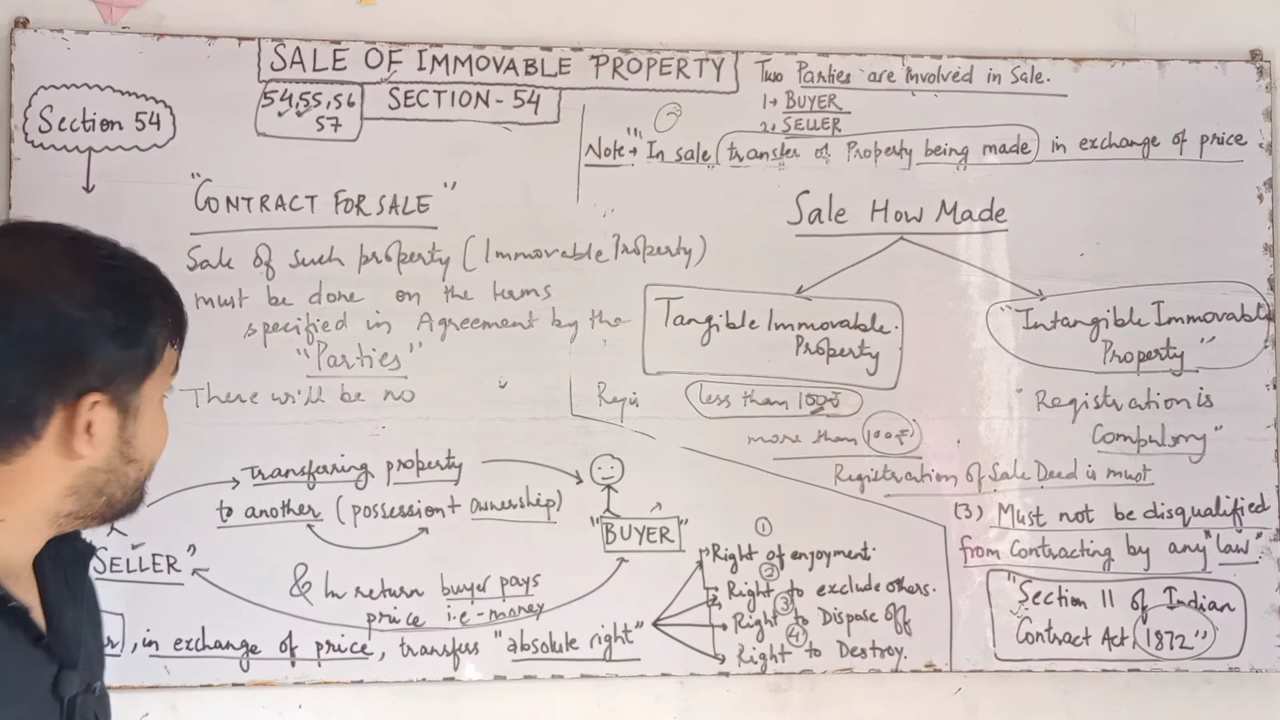 SALE OF IMMOVABLE PROPERTY
54,55,56
57
SECTION-54
Section 54
Two Parties are involved in Sale.
1→ BUYER
2. SELLER
Note→ In sale transfer of Property being made in exchange of price
"CONTRACT FOR SALE"
Sale of such property (Immovable Property)
must be done on the terms
specified in Agreement by the
"Parties"
There will be no
Sale How Made
Tangible Immovable
Property
"Intangible Immovable
Property"
less than 100
more than 100
"Registration is
Compulsory"
Registration of Sale Deed is must
transferring property
to another (possession + ownership)
SELLER"
"BUYER"
& In return buyer pays
price i.e- money
, in exchange of price, transfers "absolute right"
1
Right of enjoyment.
2
Right to exclude others.
3
Right to Dispose off
4
Right to Destroy.
(3) Must not be disqualified
from Contracting by any "law"
"Section 11 of Indian
Contract Act, 1872"